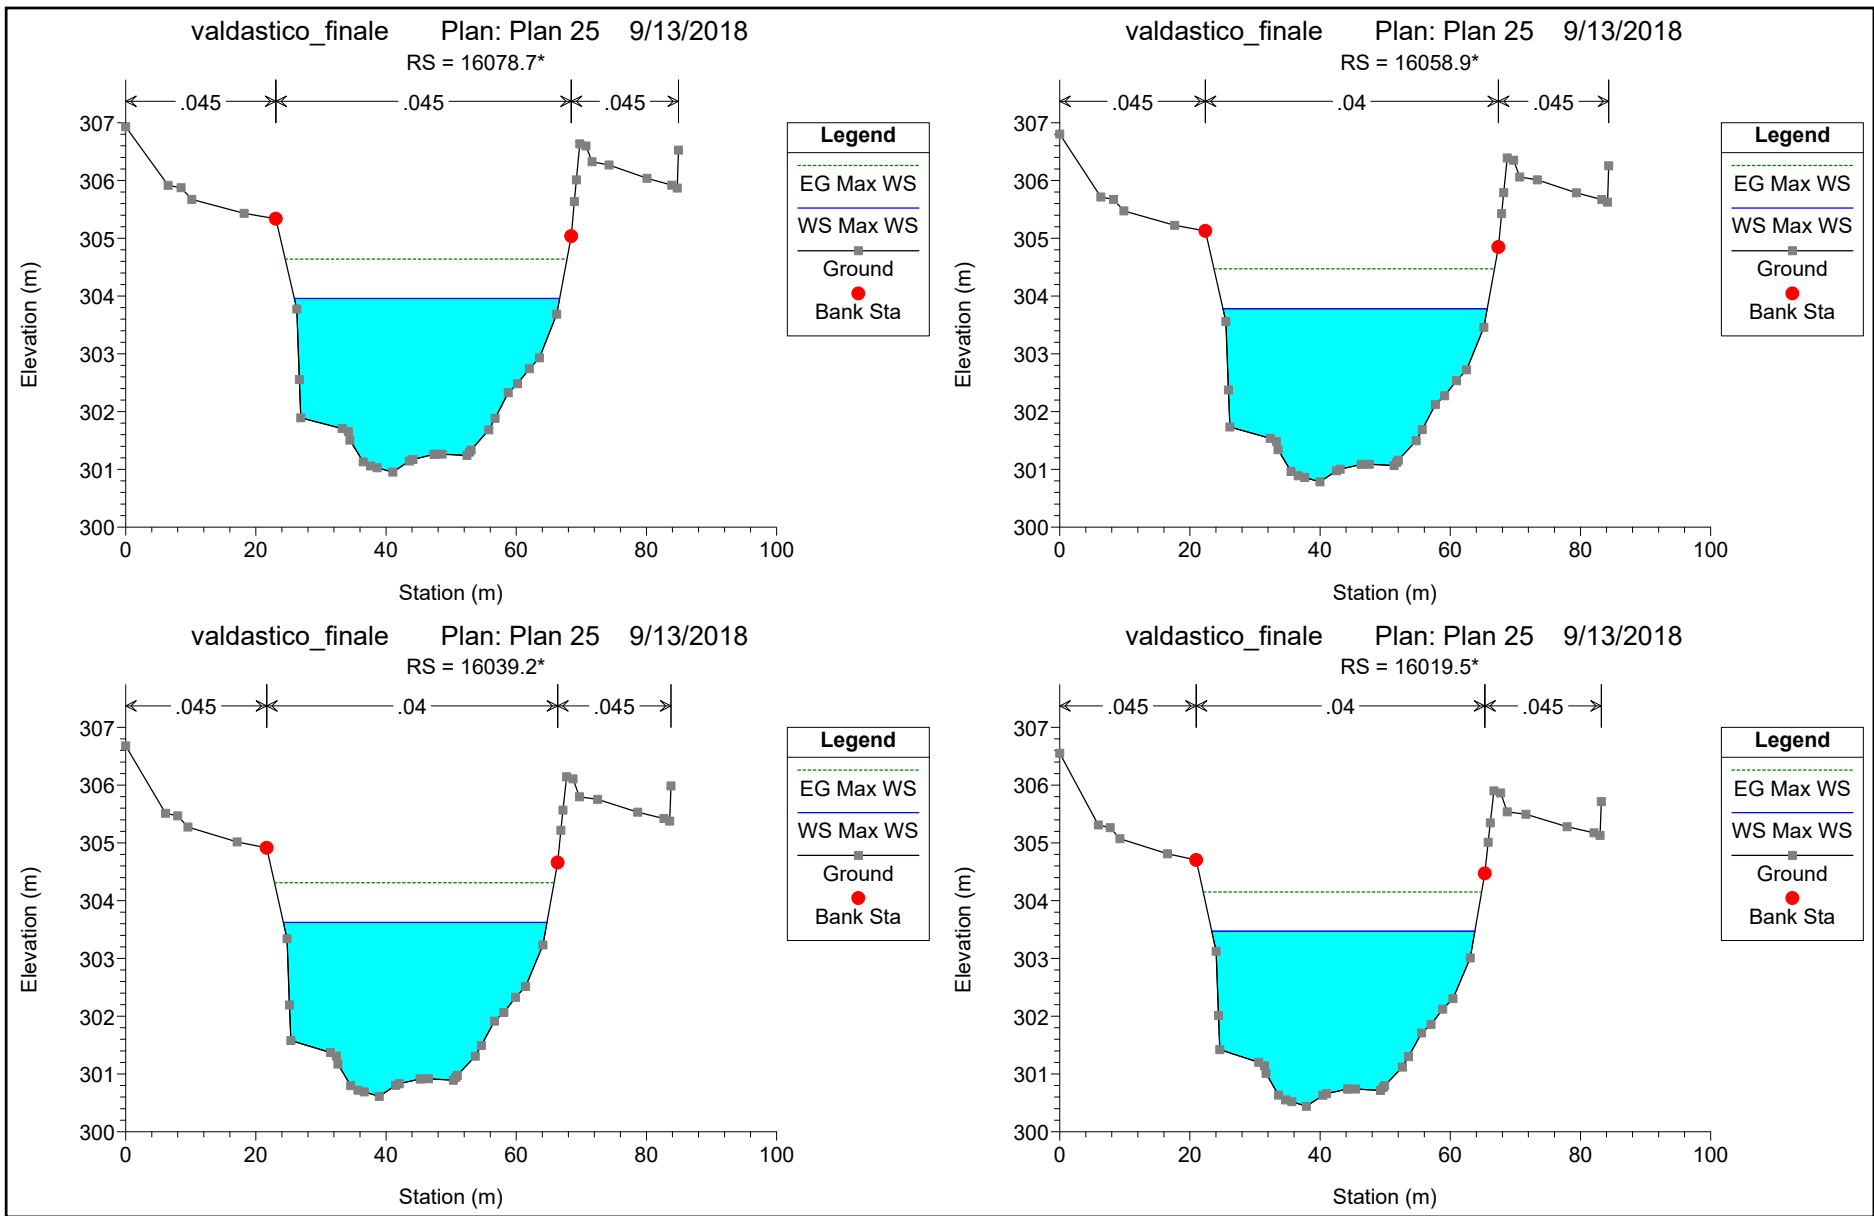 valdastico_finale Plan: Plan 25 9/13/2018
RS = 16078.7*
.045 .045 .045
307
306
305
304
303
302
301
300
Elevation (m)
0 20 40 60 80 100
Station (m)
Legend
EG Max WS
WS Max WS
Ground
Bank Sta
valdastico_finale Plan: Plan 25 9/13/2018
RS = 16058.9*
.045 .04 .045
307
306
305
304
303
302
301
300
Elevation (m)
0 20 40 60 80 100
Station (m)
Legend
EG Max WS
WS Max WS
Ground
Bank Sta
valdastico_finale Plan: Plan 25 9/13/2018
RS = 16039.2*
.045 .04 .045
307
306
305
304
303
302
301
300
Elevation (m)
0 20 40 60 80 100
Station (m)
Legend
EG Max WS
WS Max WS
Ground
Bank Sta
valdastico_finale Plan: Plan 25 9/13/2018
RS = 16019.5*
.045 .04 .045
307
306
305
304
303
302
301
300
Elevation (m)
0 20 40 60 80 100
Station (m)
Legend
EG Max WS
WS Max WS
Ground
Bank Sta